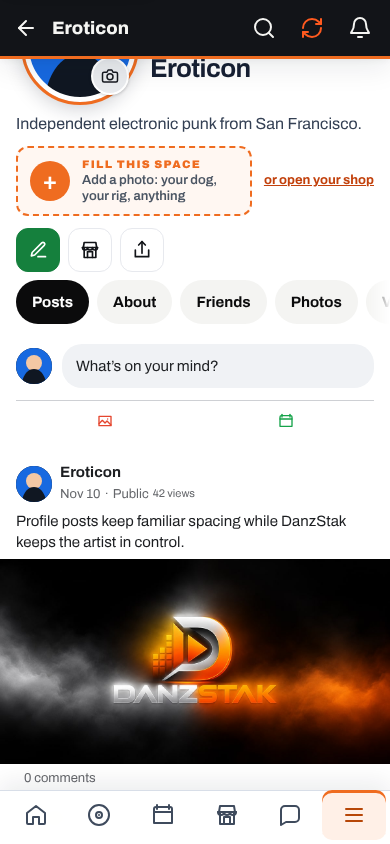 Eroticon
Eroticon
Independent electronic punk from San Francisco.
FILL THIS SPACE
Add a photo: your dog,
your rig, anything
or open your shop
Posts About Friends Photos
What's on your mind?
Eroticon
Nov 10 · Public 42 views
Profile posts keep familiar spacing while DanzStak
keeps the artist in control.
DANZSTAK
0 comments